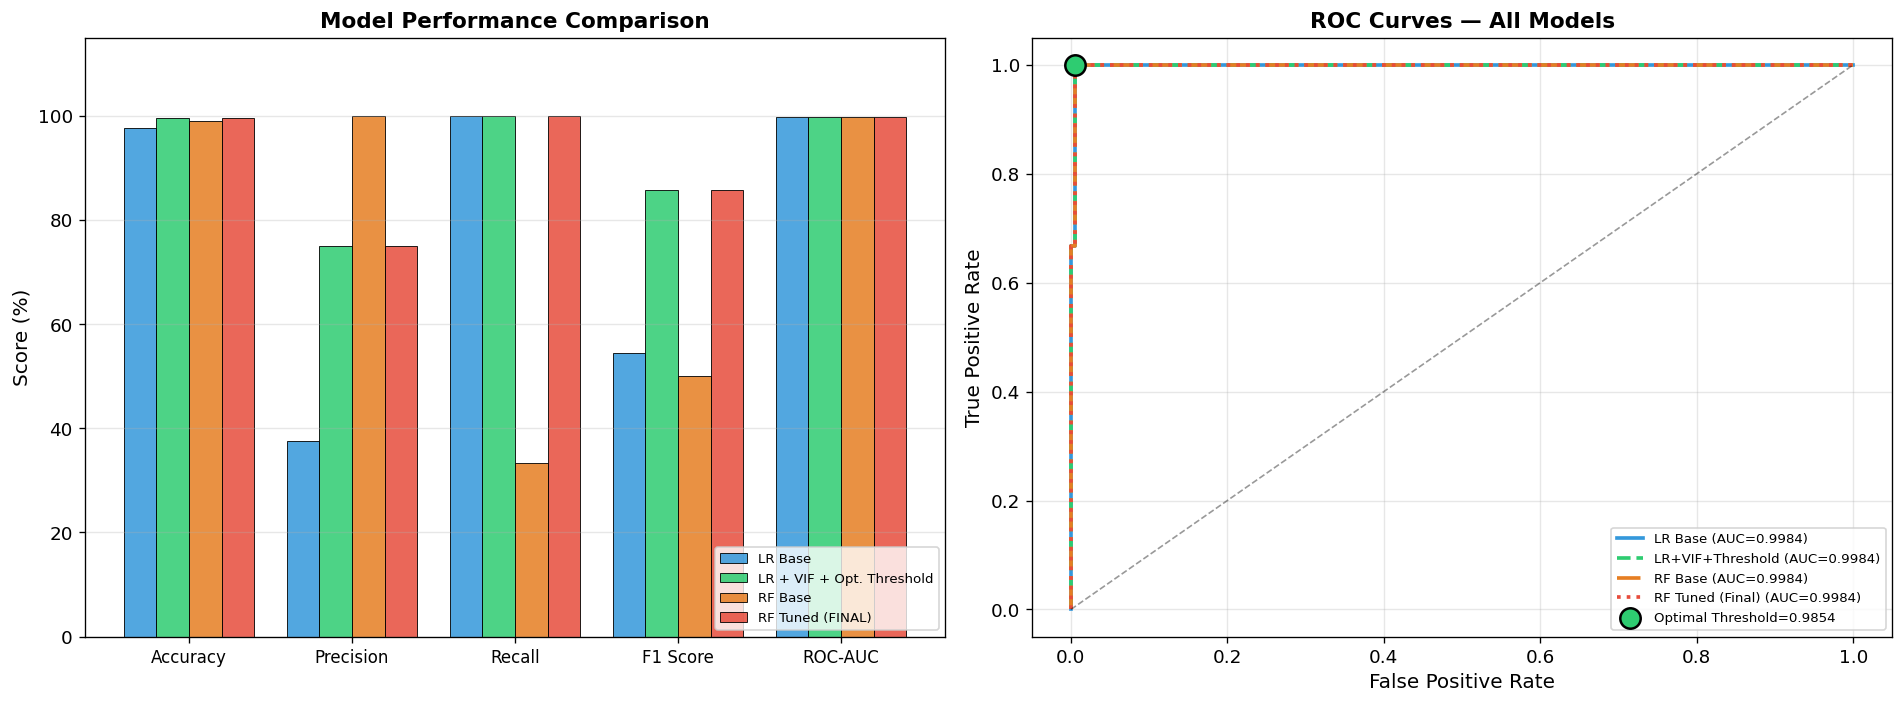 Model Performance Comparison
Score (%)
100
80
60
40
20
0
Accuracy
Precision
Recall
F1 Score
ROC-AUC
LR Base
LR + VIF + Opt. Threshold
RF Base
RF Tuned (FINAL)
ROC Curves — All Models
True Positive Rate
1.0
0.8
0.6
0.4
0.2
0.0
0.0
0.2
0.4
0.6
0.8
1.0
False Positive Rate
LR Base (AUC=0.9984)
LR+VIF+Threshold (AUC=0.9984)
RF Base (AUC=0.9984)
RF Tuned (Final) (AUC=0.9984)
Optimal Threshold=0.9854